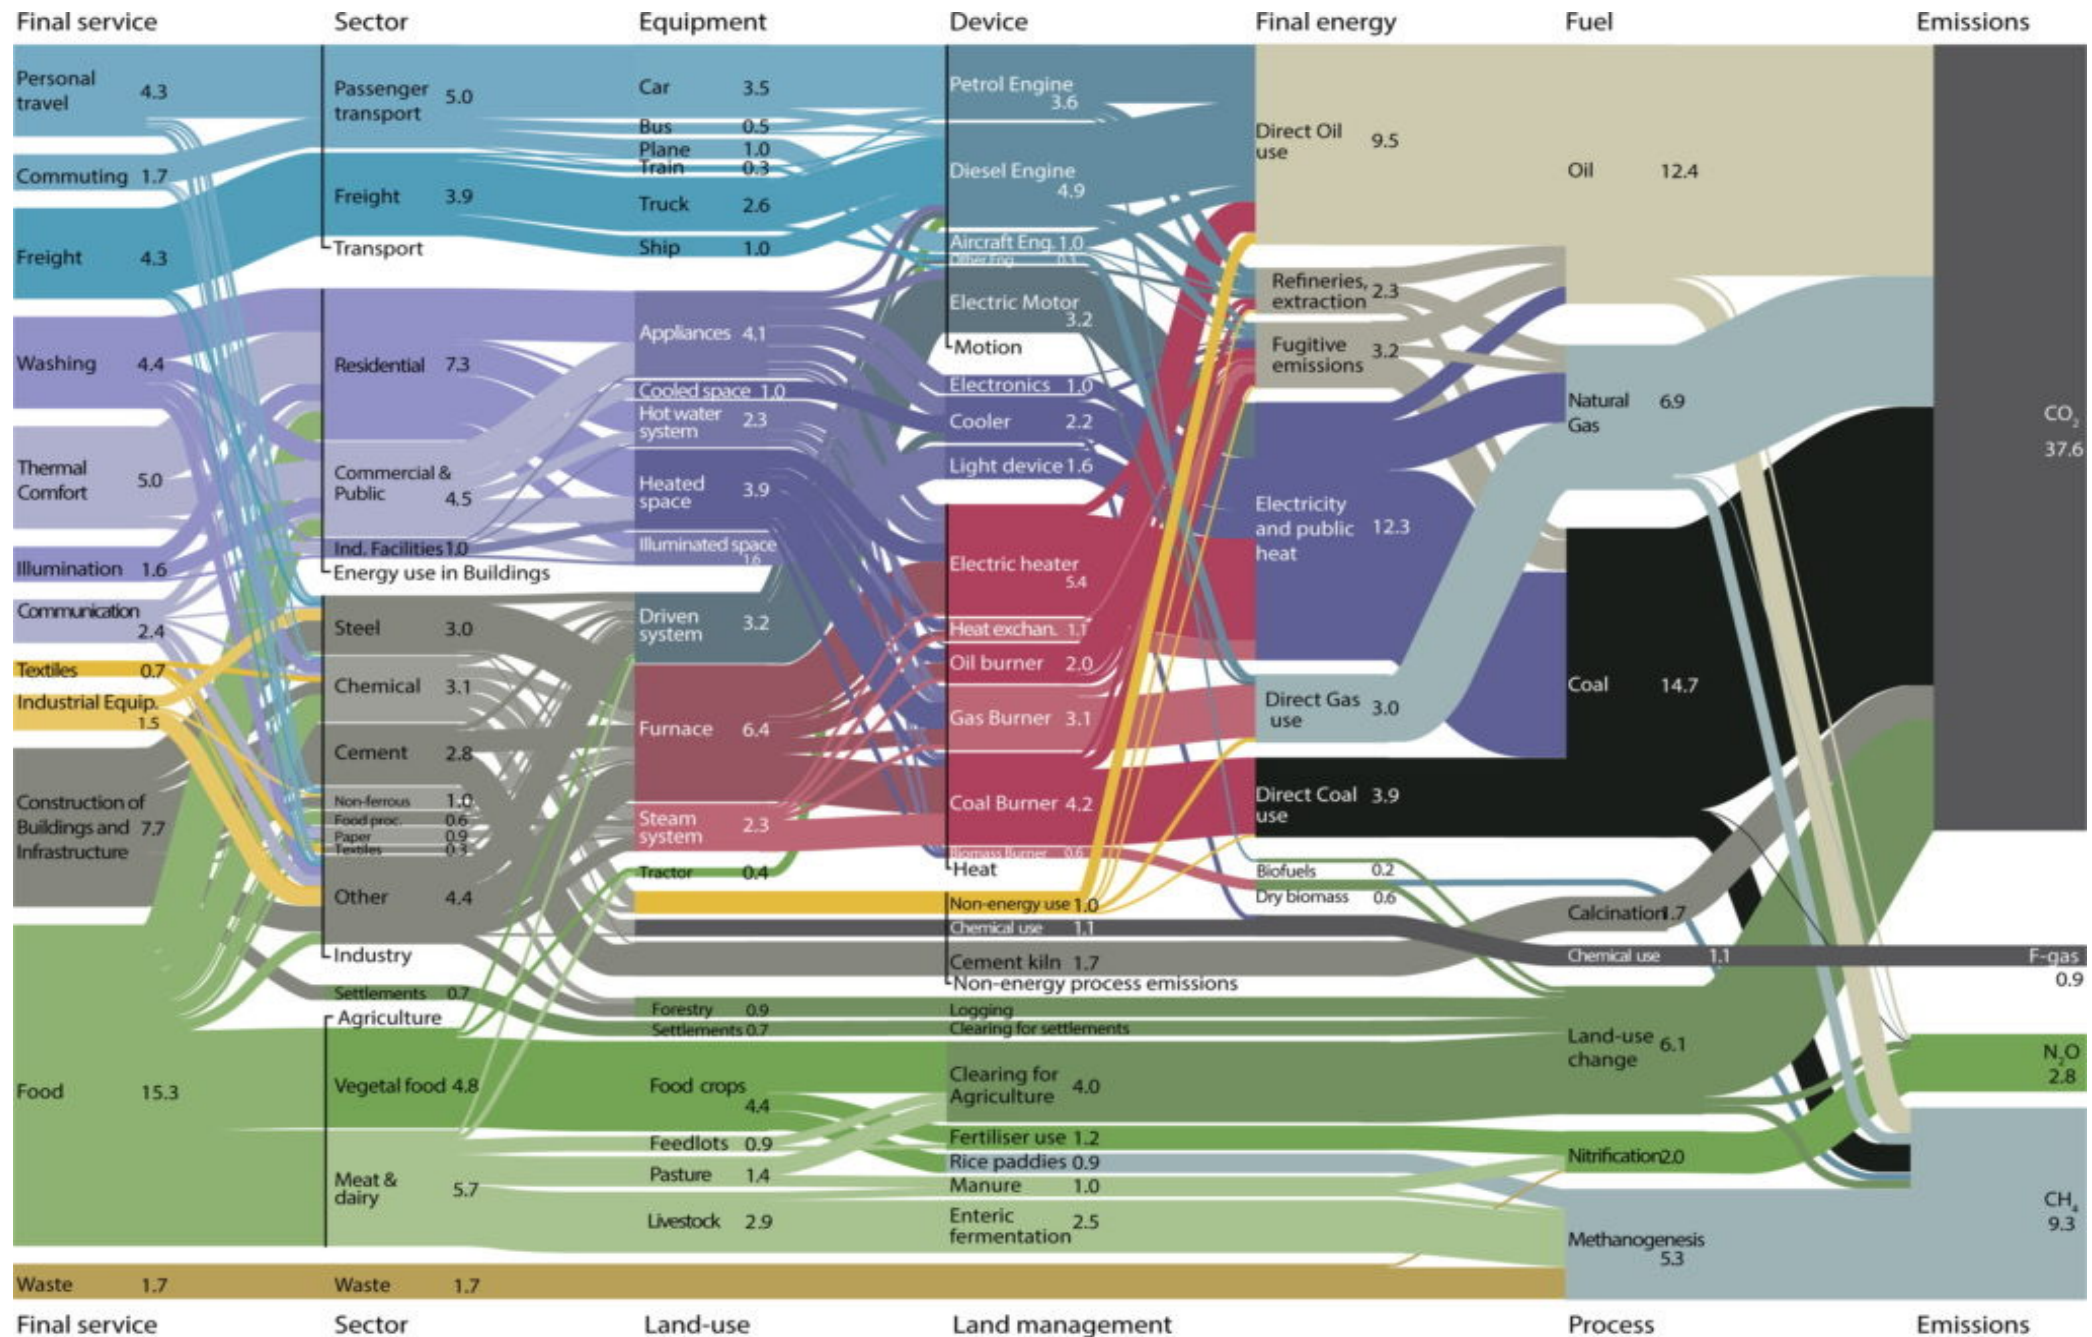 Final service Sector Equipment Device Final energy Fuel Emissions
Personal
travel 4.3
Commuting 1.7
Freight 4.3
Washing 4.4
Thermal
Comfort 5.0
Illumination 1.6
Communication
2.4
Textiles 0.7
Industrial Equip.
1.5
Construction of
Buildings and 7.7
Infrastructure
Food 15.3
Waste 1.7
Passenger
transport 5.0
Freight 3.9
Transport
Residential 7.3
Commercial &
Public 4.5
Ind. Facilities 1.0
Energy use in Buildings
Steel 3.0
Chemical 3.1
Cement 2.8
Non-ferrous 1.0
Food proc. 0.6
Paper 0.9
Textiles 0.3
Other 4.4
Industry
Settlements 0.7
Agriculture
Vegetal food 4.8
Meat &
dairy 5.7
Waste 1.7
Car 3.5
Bus 0.5
Plane 1.0
Train 0.3
Truck 2.6
Ship 1.0
Appliances 4.1
Cooled space 1.0
Hot water
system 2.3
Heated
space 3.9
Illuminated space
1.6
Driven
system 3.2
Furnace 6.4
Steam
system 2.3
Tractor 0.4
Forestry 0.9
Settlements 0.7
Food crops
4.4
Feedlots 0.9
Pasture 1.4
Livestock 2.9
Petrol Engine
3.6
Diesel Engine
4.9
Aircraft Eng. 1.0
Other Eng
Electric Motor
3.2
Motion
Electronics 1.0
Cooler 2.2
Light device 1.6
Electric heater
5.4
Heat exchan. 1.1
Oil burner 2.0
Gas Burner 3.1
Coal Burner 4.2
Biomass Burner 0.6
Heat
Non-energy use 1.0
Chemical use 1.1
Cement kiln 1.7
Non-energy process emissions
Logging
Clearing for settlements
Clearing for
Agriculture 4.0
Fertiliser use 1.2
Rice paddies 0.9
Manure 1.0
Enteric
fermentation 2.5
Direct Oil
use 9.5
Refineries,
extraction 2.3
Fugitive
emissions 3.2
Electricity
and public 12.3
heat
Direct Gas
use 3.0
Direct Coal 3.9
use
Biofuels 0.2
Dry biomass 0.6
Oil 12.4
Natural 6.9
Gas
Coal 14.7
Calcination 1.7
Chemical use 1.1
Land-use
change 6.1
Nitrification 2.0
Methanogenesis
5.3
CO2
37.6
F-gas
0.9
N2O
2.8
CH4
9.3
Final service Sector Land-use Land management Process Emissions